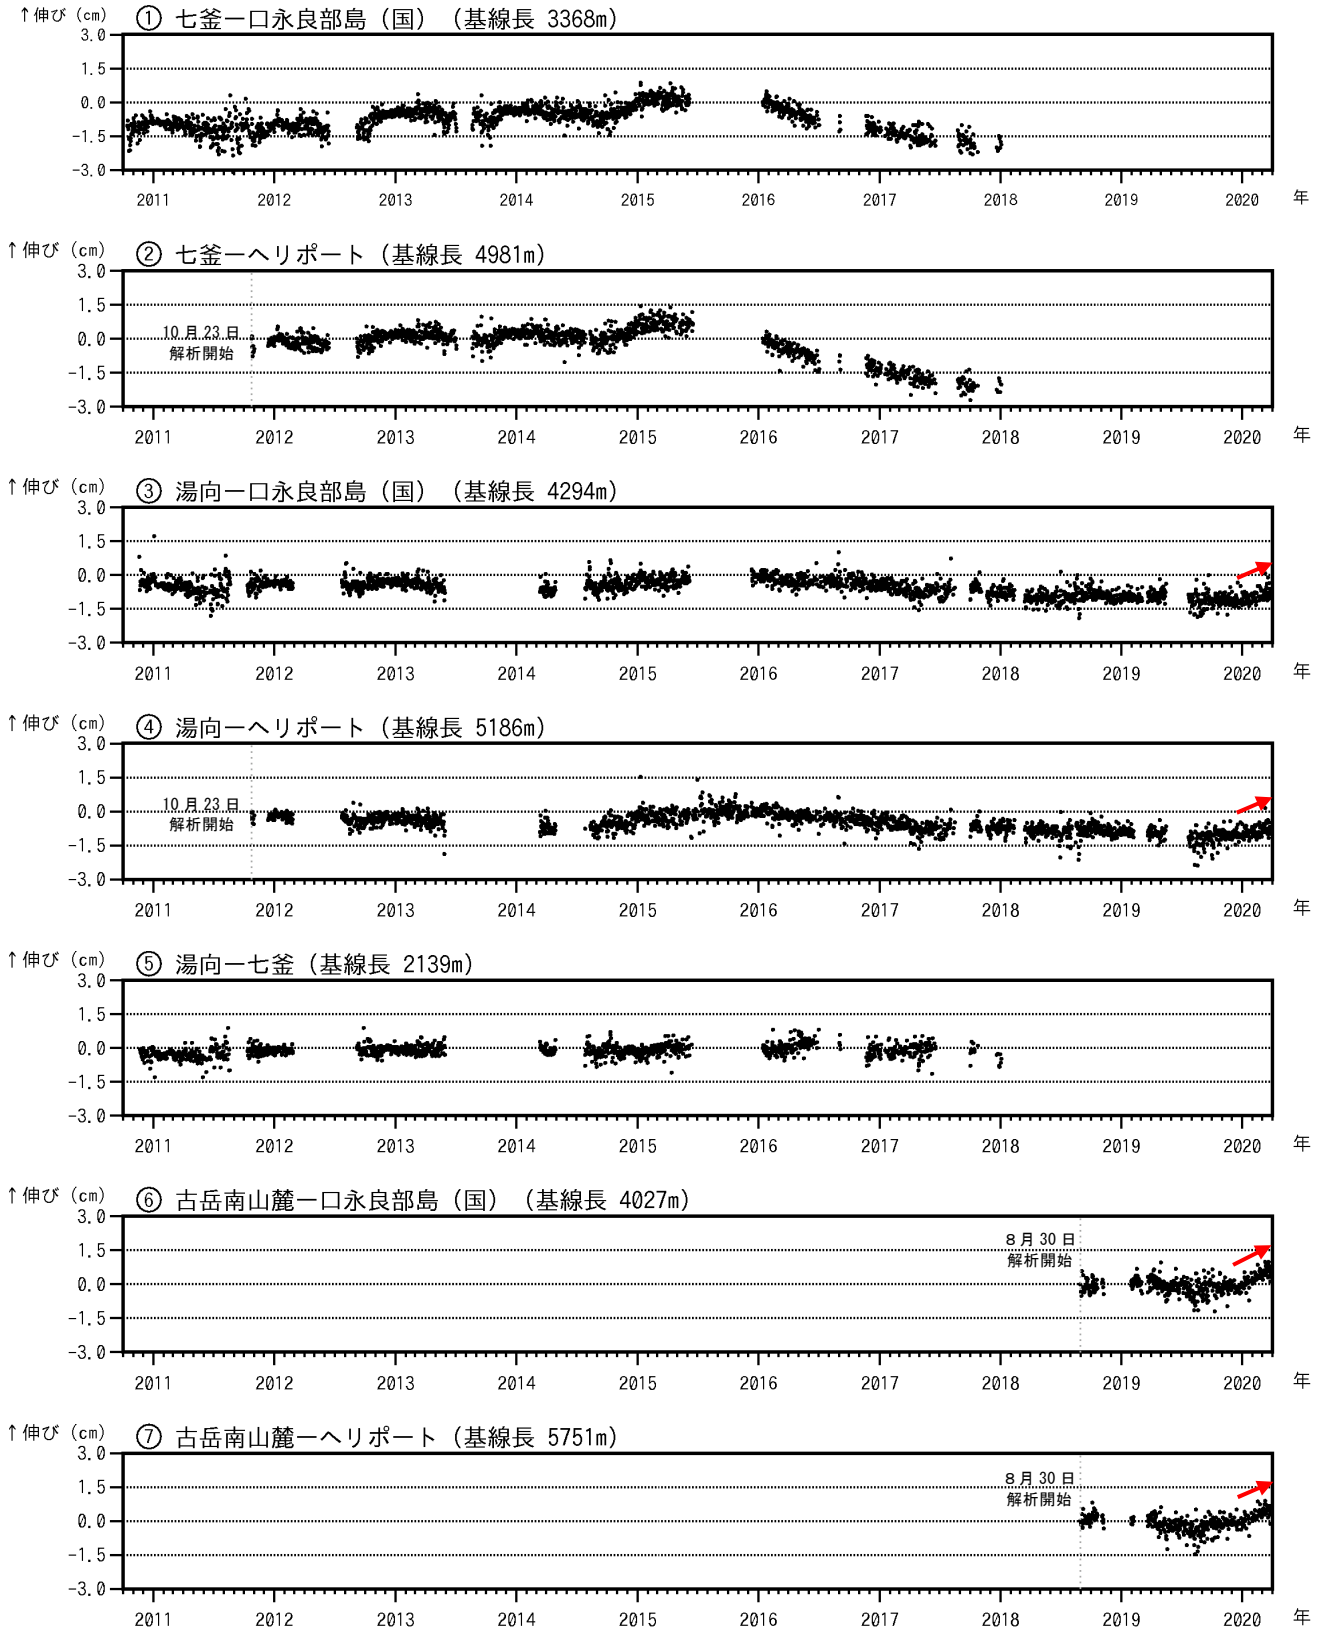 ↑伸び（cm） ① 七釜ー口永良部島（国）（基線長 3368m）
3.0
1.5
0.0
-1.5
-3.0
2011 2012 2013 2014 2015 2016 2017 2018 2019 2020 年
↑伸び（cm） ② 七釜ーヘリポート（基線長 4981m）
3.0
1.5
10月23日
0.0
解析開始
-1.5
-3.0
2011 2012 2013 2014 2015 2016 2017 2018 2019 2020 年
↑伸び（cm） ③ 湯向ー口永良部島（国）（基線長 4294m）
3.0
1.5
0.0
-1.5
-3.0
2011 2012 2013 2014 2015 2016 2017 2018 2019 2020 年
↑伸び（cm） ④ 湯向ーヘリポート（基線長 5186m）
3.0
1.5
10月23日
0.0
解析開始
-1.5
-3.0
2011 2012 2013 2014 2015 2016 2017 2018 2019 2020 年
↑伸び（cm） ⑤ 湯向ー七釜（基線長 2139m）
3.0
1.5
0.0
-1.5
-3.0
2011 2012 2013 2014 2015 2016 2017 2018 2019 2020 年
↑伸び（cm） ⑥ 古岳南山麓ー口永良部島（国）（基線長 4027m）
3.0
8月30日
1.5
解析開始
0.0
-1.5
-3.0
2011 2012 2013 2014 2015 2016 2017 2018 2019 2020 年
↑伸び（cm） ⑦ 古岳南山麓ーヘリポート（基線長 5751m）
3.0
8月30日
1.5
解析開始
0.0
-1.5
-3.0
2011 2012 2013 2014 2015 2016 2017 2018 2019 2020 年